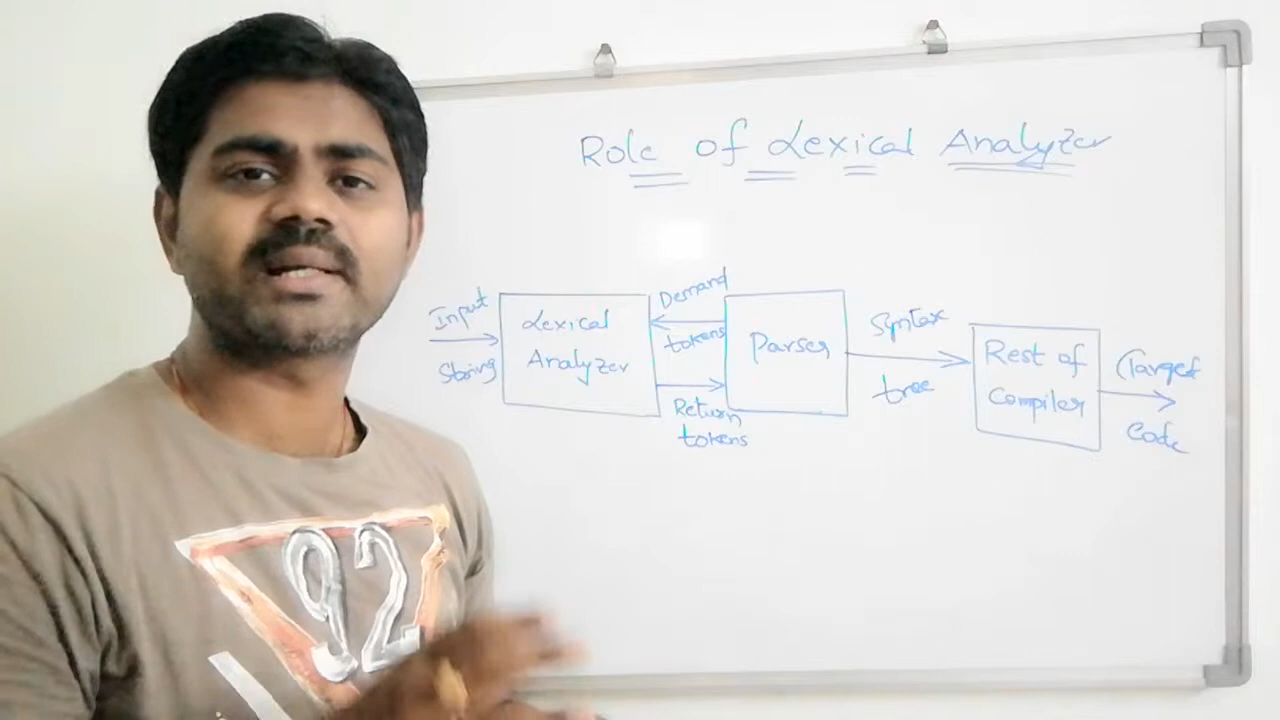 Role of Lexical Analyzer
Input
String
Lexical
Analyzer
Demand
tokens
Return
tokens
Parser
Syntax
tree
Rest of
Compiler
Target
Code
92